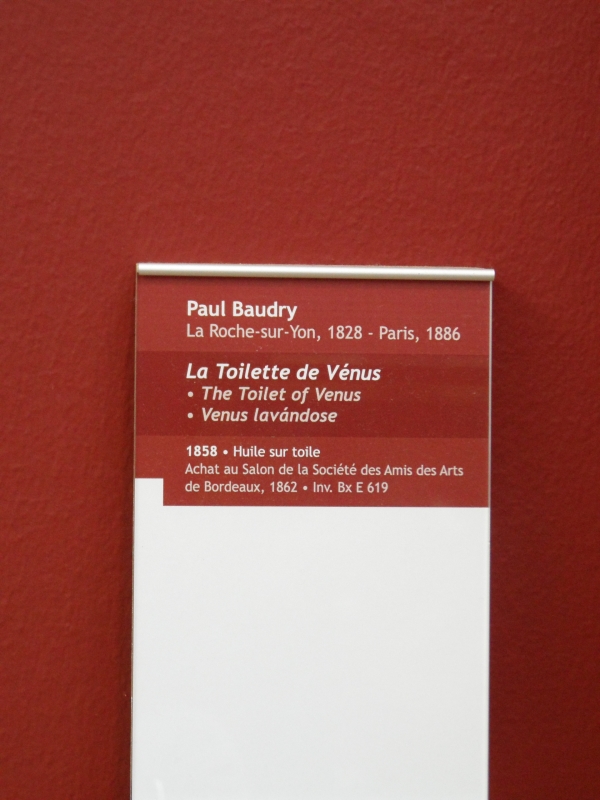 Paul Baudry
La Roche-sur-Yon, 1828 - Paris, 1886
La Toilette de Vénus
• The Toilet of Venus
• Venus lavándose
1858 • Huile sur toile
Achat au Salon de la Société des Amis des Arts
de Bordeaux, 1862 • Inv. Bx E 619